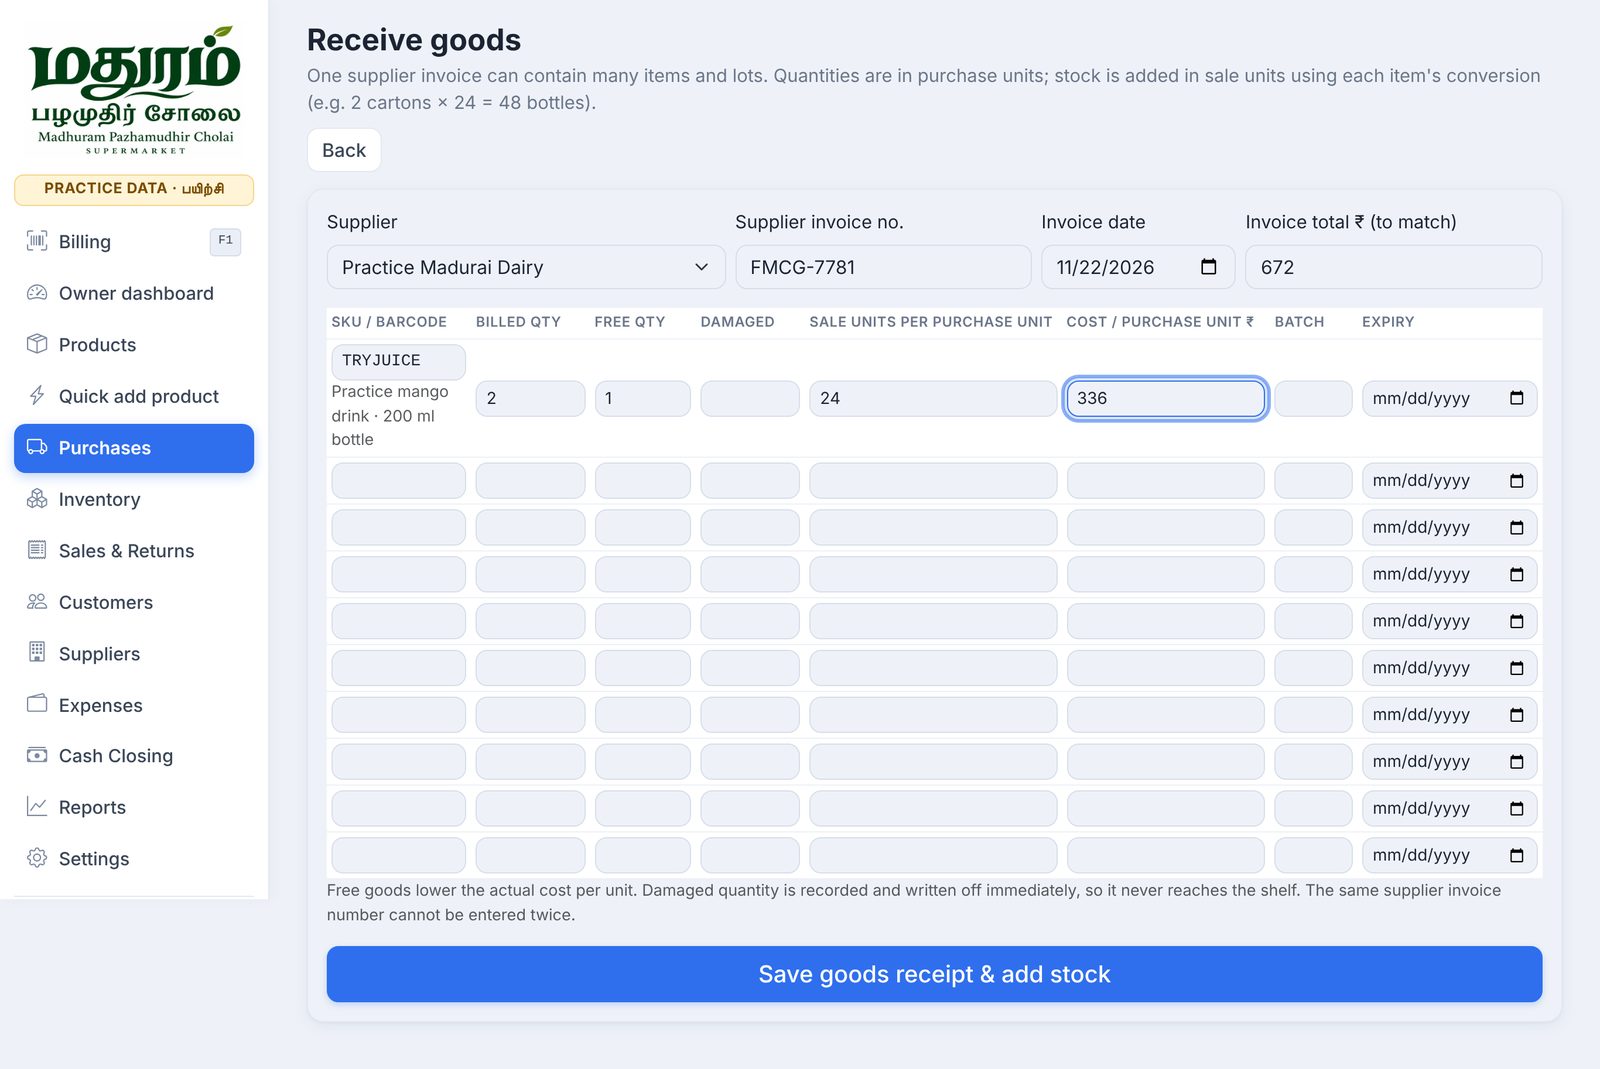 மதுரம்
பழமுதிர் சோலை
Madhuram Pazhamudhir Cholai
SUPERMARKET
PRACTICE DATA · பயிற்சி
Billing F1
Owner dashboard
Products
Quick add product
Purchases
Inventory
Sales & Returns
Customers
Suppliers
Expenses
Cash Closing
Reports
Settings
Receive goods
One supplier invoice can contain many items and lots. Quantities are in purchase units; stock is added in sale units using each item's conversion
(e.g. 2 cartons × 24 = 48 bottles).
Back
Supplier Supplier invoice no. Invoice date Invoice total ₹ (to match)
Practice Madurai Dairy FMCG-7781 11/22/2026 672
SKU / BARCODE BILLED QTY FREE QTY DAMAGED SALE UNITS PER PURCHASE UNIT COST / PURCHASE UNIT ₹ BATCH EXPIRY
TRYJUICE
Practice mango
drink · 200 ml
bottle
2 1 24 336 mm/dd/yyyy
mm/dd/yyyy
mm/dd/yyyy
mm/dd/yyyy
mm/dd/yyyy
mm/dd/yyyy
mm/dd/yyyy
mm/dd/yyyy
mm/dd/yyyy
mm/dd/yyyy
Free goods lower the actual cost per unit. Damaged quantity is recorded and written off immediately, so it never reaches the shelf. The same supplier invoice
number cannot be entered twice.
Save goods receipt & add stock